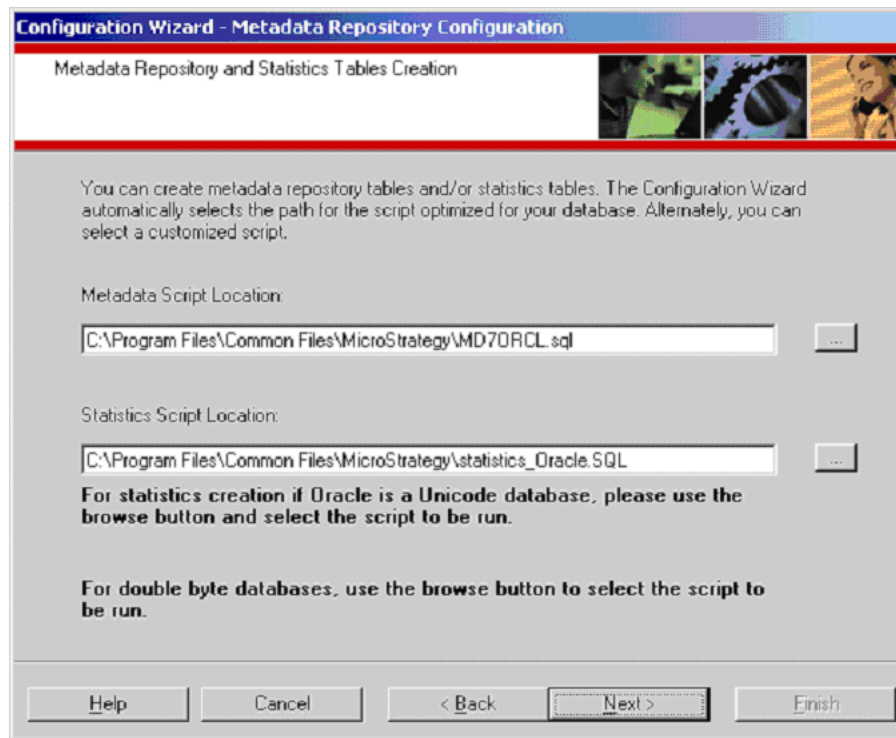 Configuration Wizard - Metadata Repository Configuration
Metadata Repository and Statistics Tables Creation
You can create metadata repository tables and/or statistics tables. The Configuration Wizard
automatically selects the path for the script optimized for your database. Alternately, you can
select a customized script.
Metadata Script Location:
C:\Program Files\Common Files\MicroStrategy\MD7ORCL.sql
...
Statistics Script Location:
C:\Program Files\Common Files\MicroStrategy\statistics_Oracle.SQL
...
For statistics creation if Oracle is a Unicode database, please use the
browse button and select the script to be run.
For double byte databases, use the browse button to select the script to
be run.
Help
Cancel
< Back
Next >
Finish